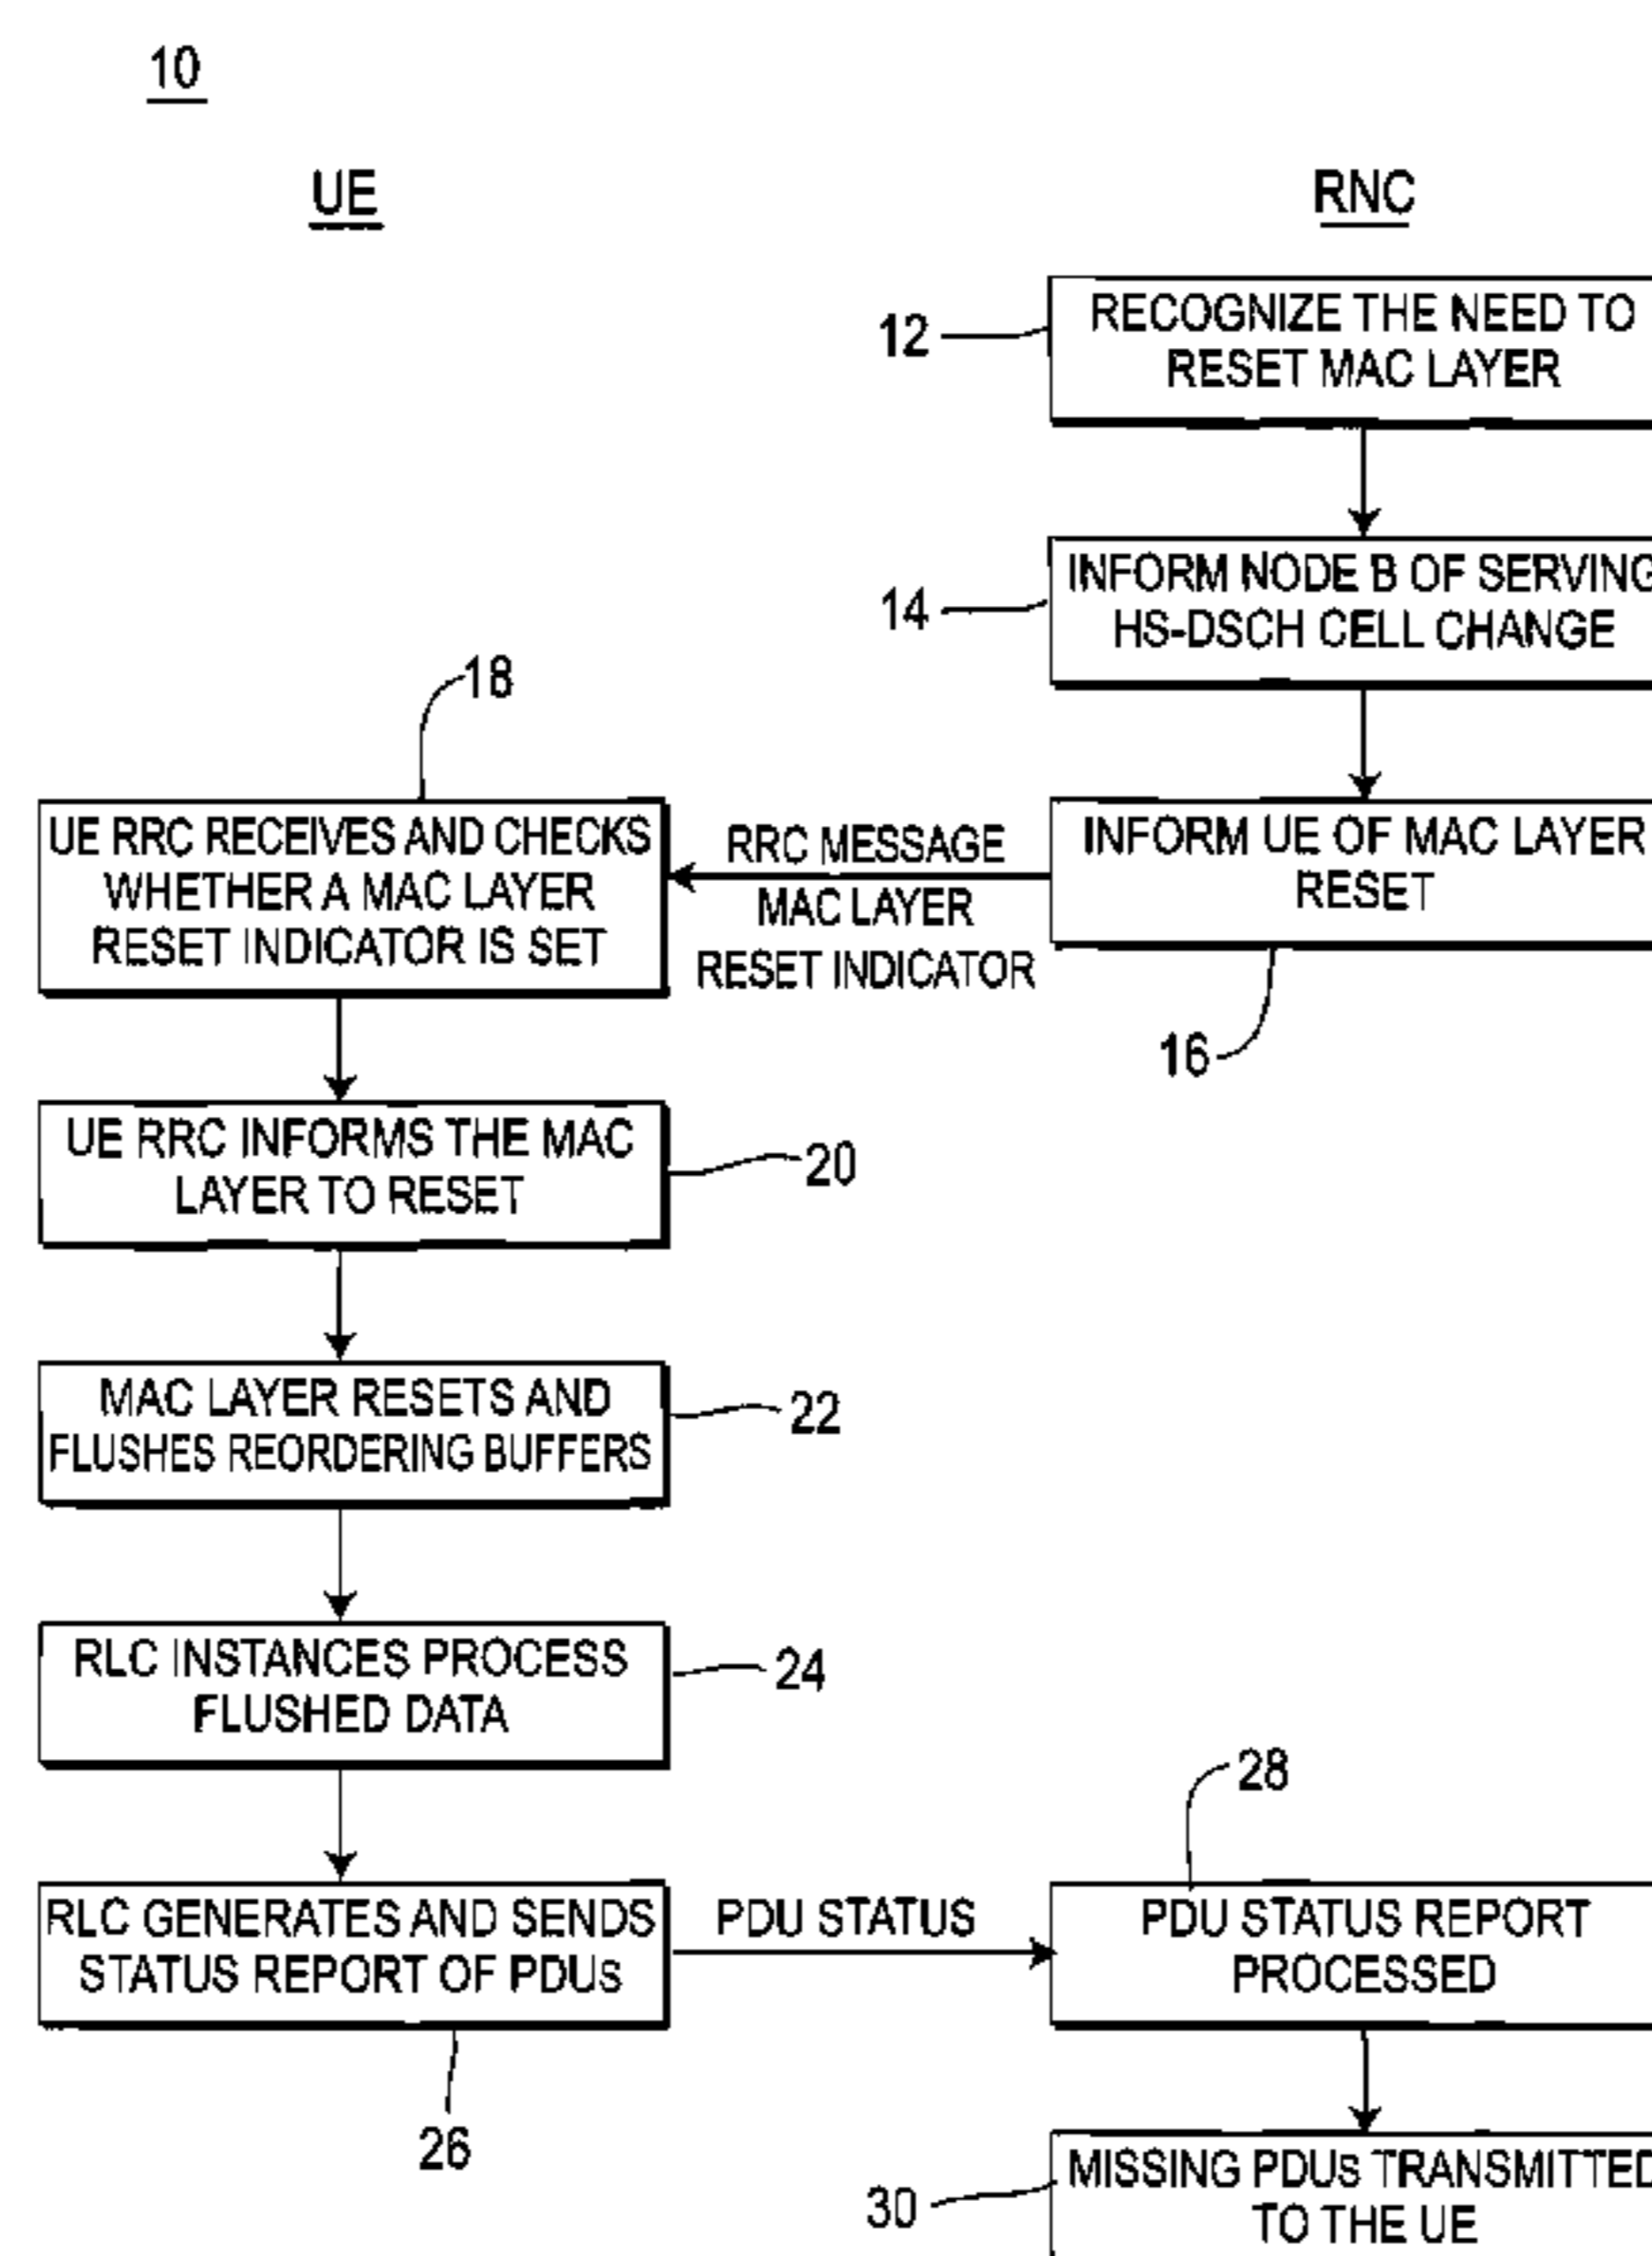 10
UE
RNC
12
RECOGNIZE THE NEED TO
RESET MAC LAYER
14
INFORM NODE B OF SERVING
HS-DSCH CELL CHANGE
18
UE RRC RECEIVES AND CHECKS
WHETHER A MAC LAYER
RESET INDICATOR IS SET
RRC MESSAGE
MAC LAYER
RESET INDICATOR
INFORM UE OF MAC LAYER
RESET
16
UE RRC INFORMS THE MAC
LAYER TO RESET
20
MAC LAYER RESETS AND
FLUSHES REORDERING BUFFERS
22
RLC INSTANCES PROCESS
FLUSHED DATA
24
28
RLC GENERATES AND SENDS
STATUS REPORT OF PDUs
PDU STATUS
PDU STATUS REPORT
PROCESSED
26
30
MISSING PDUs TRANSMITTED
TO THE UE